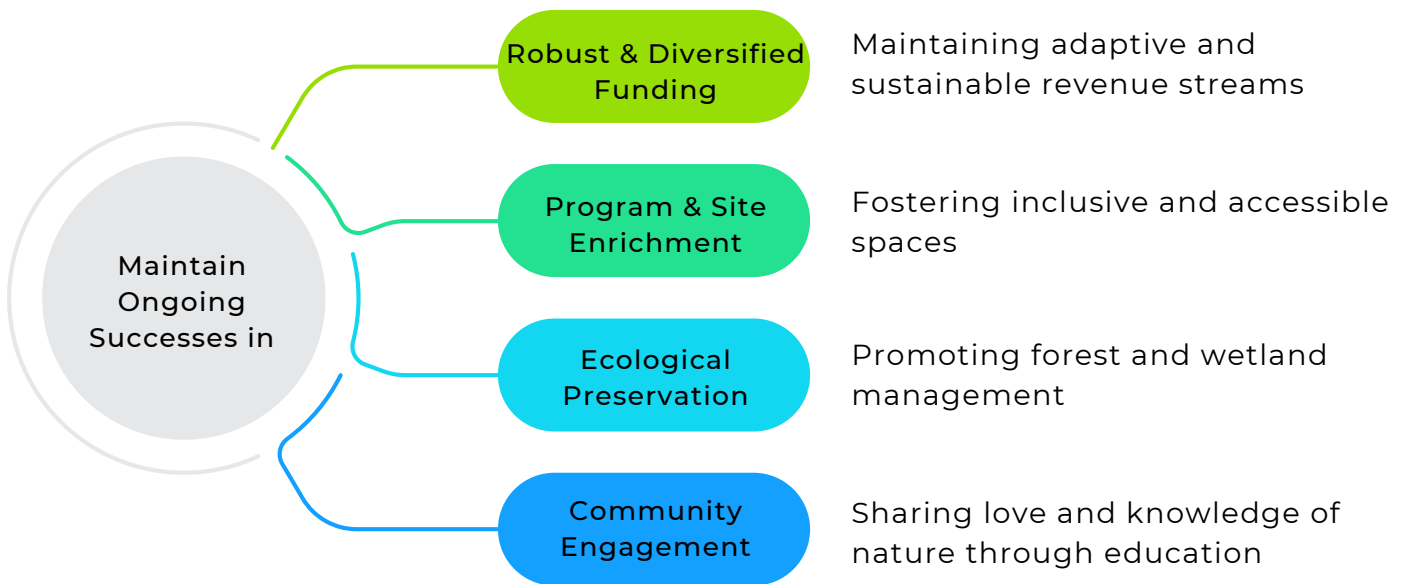 Maintain
Ongoing
Successes in
Robust & Diversified
Funding
Maintaining adaptive and
sustainable revenue streams
Program & Site
Enrichment
Fostering inclusive and accessible
spaces
Ecological
Preservation
Promoting forest and wetland
management
Community
Engagement
Sharing love and knowledge of
nature through education